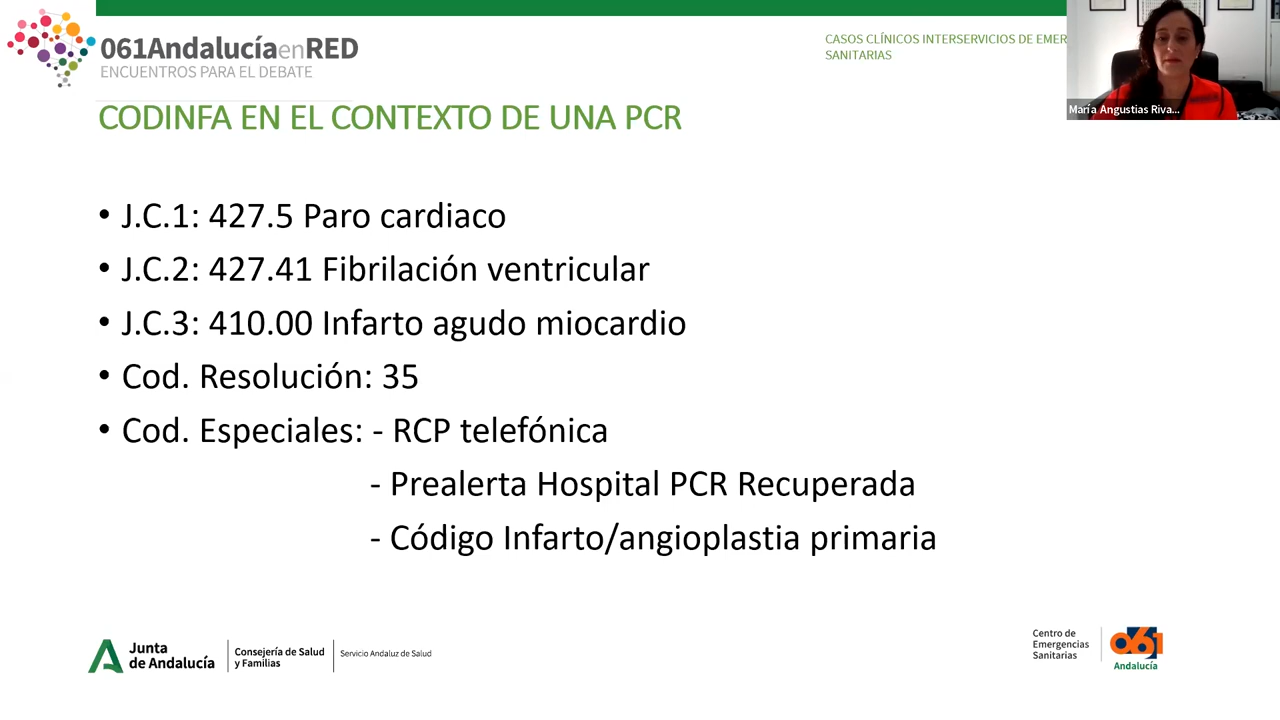 061AndalucíaenRED
ENCUENTROS PARA EL DEBATE
CASOS CLÍNICOS INTERSERVICIOS DE
SANITARIAS
María Angustias Riva...
CODINFA EN EL CONTEXTO DE UNA PCR
• J.C.1: 427.5 Paro cardiaco
• J.C.2: 427.41 Fibrilación ventricular
• J.C.3: 410.00 Infarto agudo miocardio
• Cod. Resolución: 35
• Cod. Especiales: - RCP telefónica
- Prealerta Hospital PCR Recuperada
- Código Infarto/angioplastia primaria
Junta
de Andalucía
Consejería de Salud
y Familias
Servicio Andaluz de Salud
Centro de
Emergencias
Sanitarias
061
Andalucía